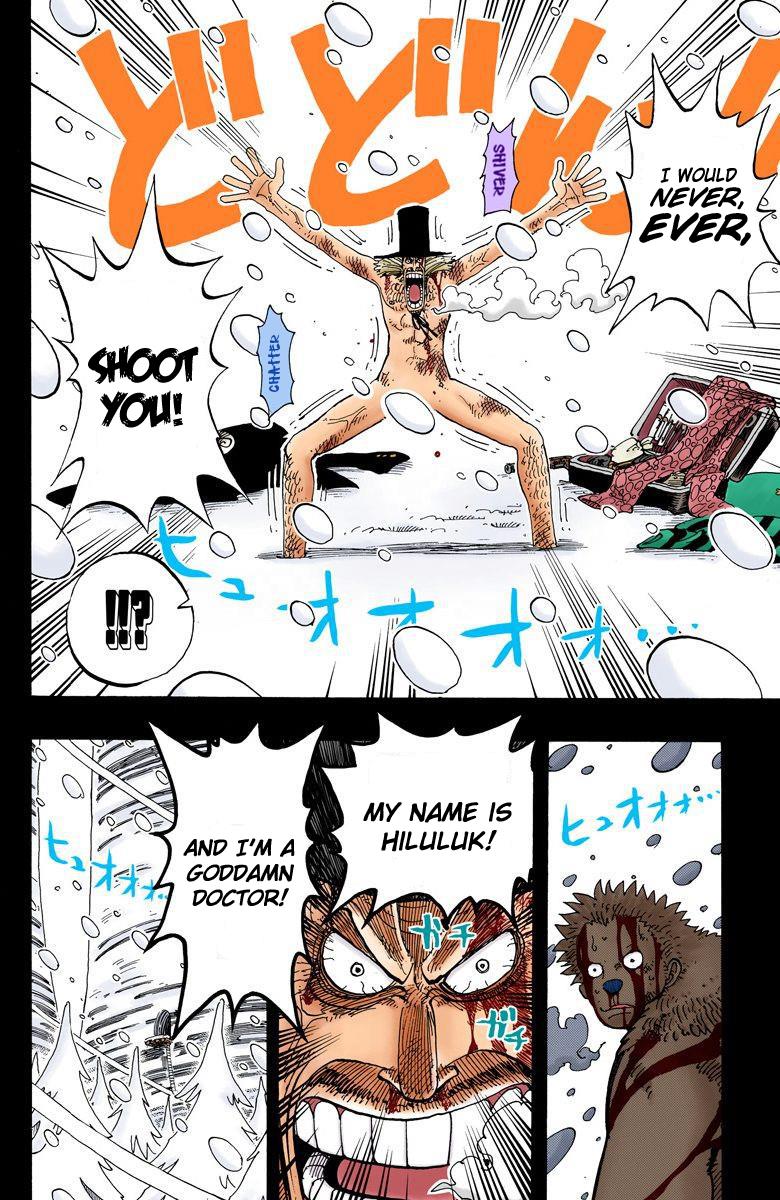 どどん
I WOULD
NEVER,
EVER,
SHIVER
SHOOT
YOU!
CHATTER
ヒュオオオオ...
!!?
ヒュオオオ...
MY NAME IS
HILULUK!
AND I'M A
GODDAMN
DOCTOR!
ガチ
ガチ
ヒュオオオ...